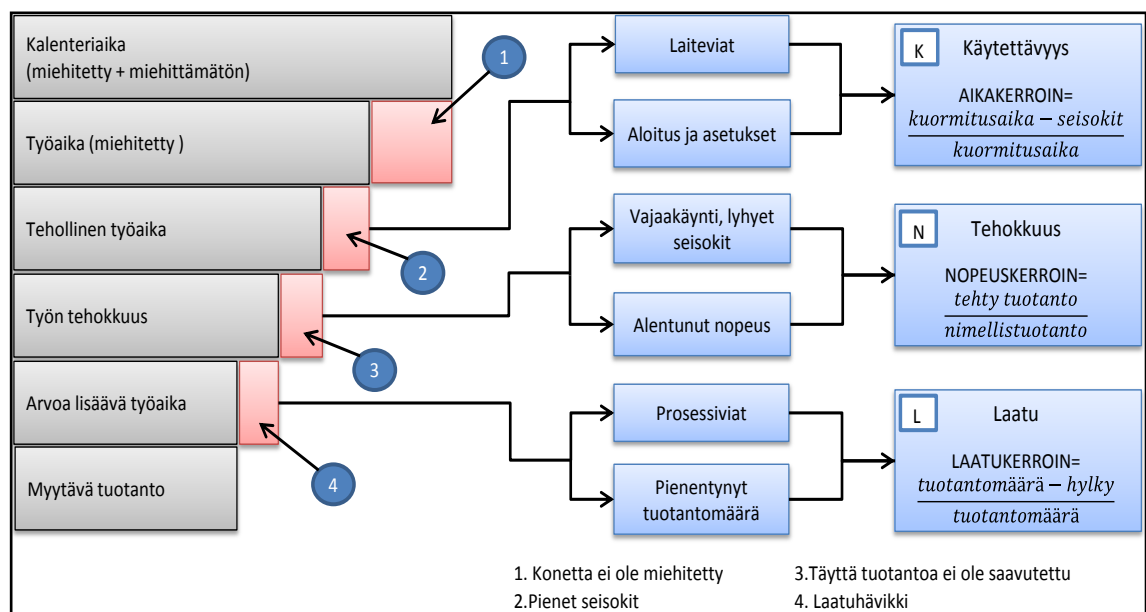 Kalenteriaika
(miehitetty + miehittämätön)
1
Työaika (miehitetty )
Tehollinen työaika
2
Työn tehokkuus
3
Arvoa lisäävä työaika
4
Myytävä tuotanto
Laiteviat
Aloitus ja asetukset
Vajaakäynti, lyhyet
seisokit
Alentunut nopeus
Prosessiviat
Pienentynyt
tuotantomäärä
K
Käytettävyys
AIKAKERROIN=
kuormitusaika − seisokit
kuormitusaika
N
Tehokkuus
NOPEUSKERROIN=
tehty tuotanto
nimellistuotanto
L
Laatu
LAATUKERROIN=
tuotantomäärä − hylky
tuotantomäärä
1. Konetta ei ole miehitetty
2.Pienet seisokit
3.Täyttä tuotantoa ei ole saavutettu
4. Laatuhävikki